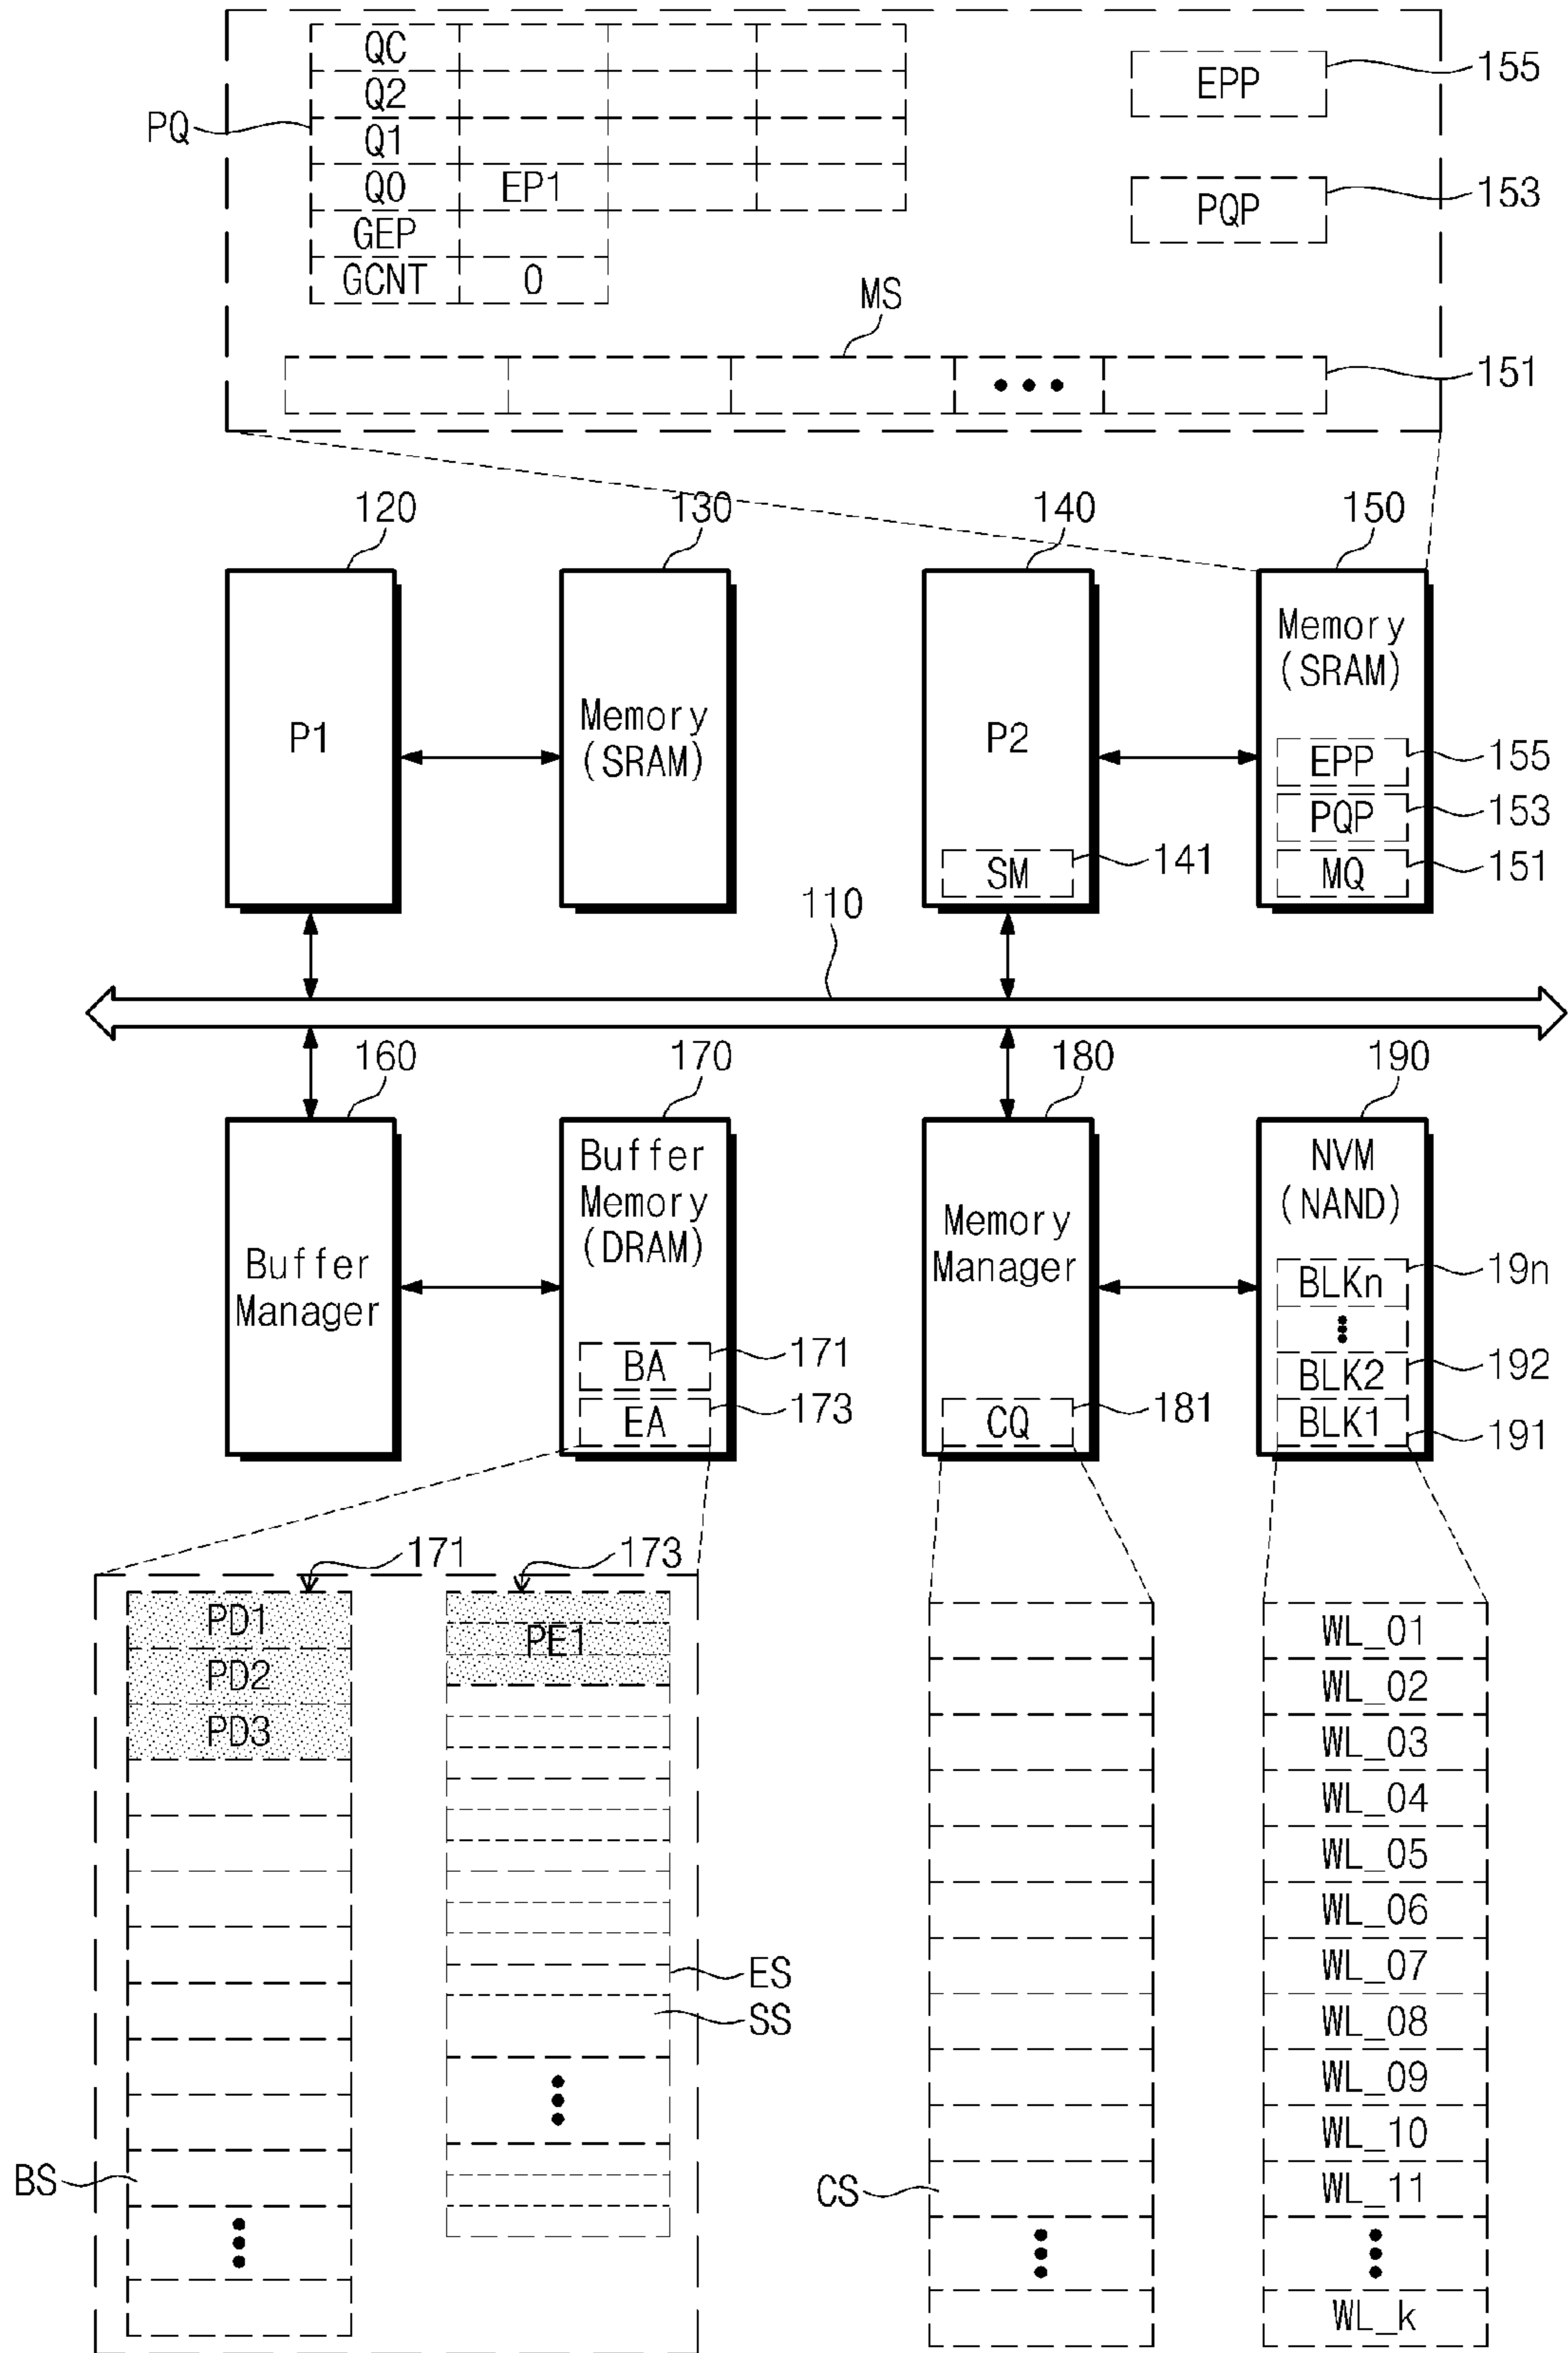 QC
Q2
PQ
Q1
Q0 EP1
GEP
GCNT 0
EPP 155
PQP 153
MS
151
120 130 140 150
P1
Memory
(SRAM)
P2
SM 141
Memory
(SRAM)
EPP 155
PQP 153
MQ 151
110
160 170 180 190
Buffer
Manager
Buffer
Memory
(DRAM)
BA 171
EA 173
Memory
Manager
CQ 181
NVM
(NAND)
BLKn 19n
BLK2 192
BLK1 191
171 173
PD1
PD2
PD3
PE1
ES
SS
BS
CS
WL_01
WL_02
WL_03
WL_04
WL_05
WL_06
WL_07
WL_08
WL_09
WL_10
WL_11
WL_k